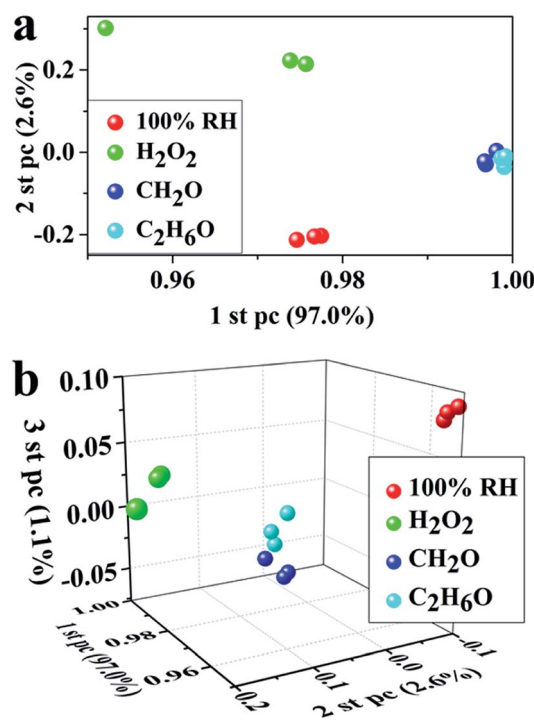 a
0.2
0.0
-0.2
2 st pc (2.6%)
100% RH
H2O2
CH2O
C2H6O
0.96
0.98
1.00
1 st pc (97.0%)
b
0.10
0.05
0.00
-0.05
3 st pc (1.1%)
100% RH
H2O2
CH2O
C2H6O
1.00
0.98
0.96
1 st pc (97.0%)
0.2
0.1
0.0
-0.1
2 st pc (2.6%)